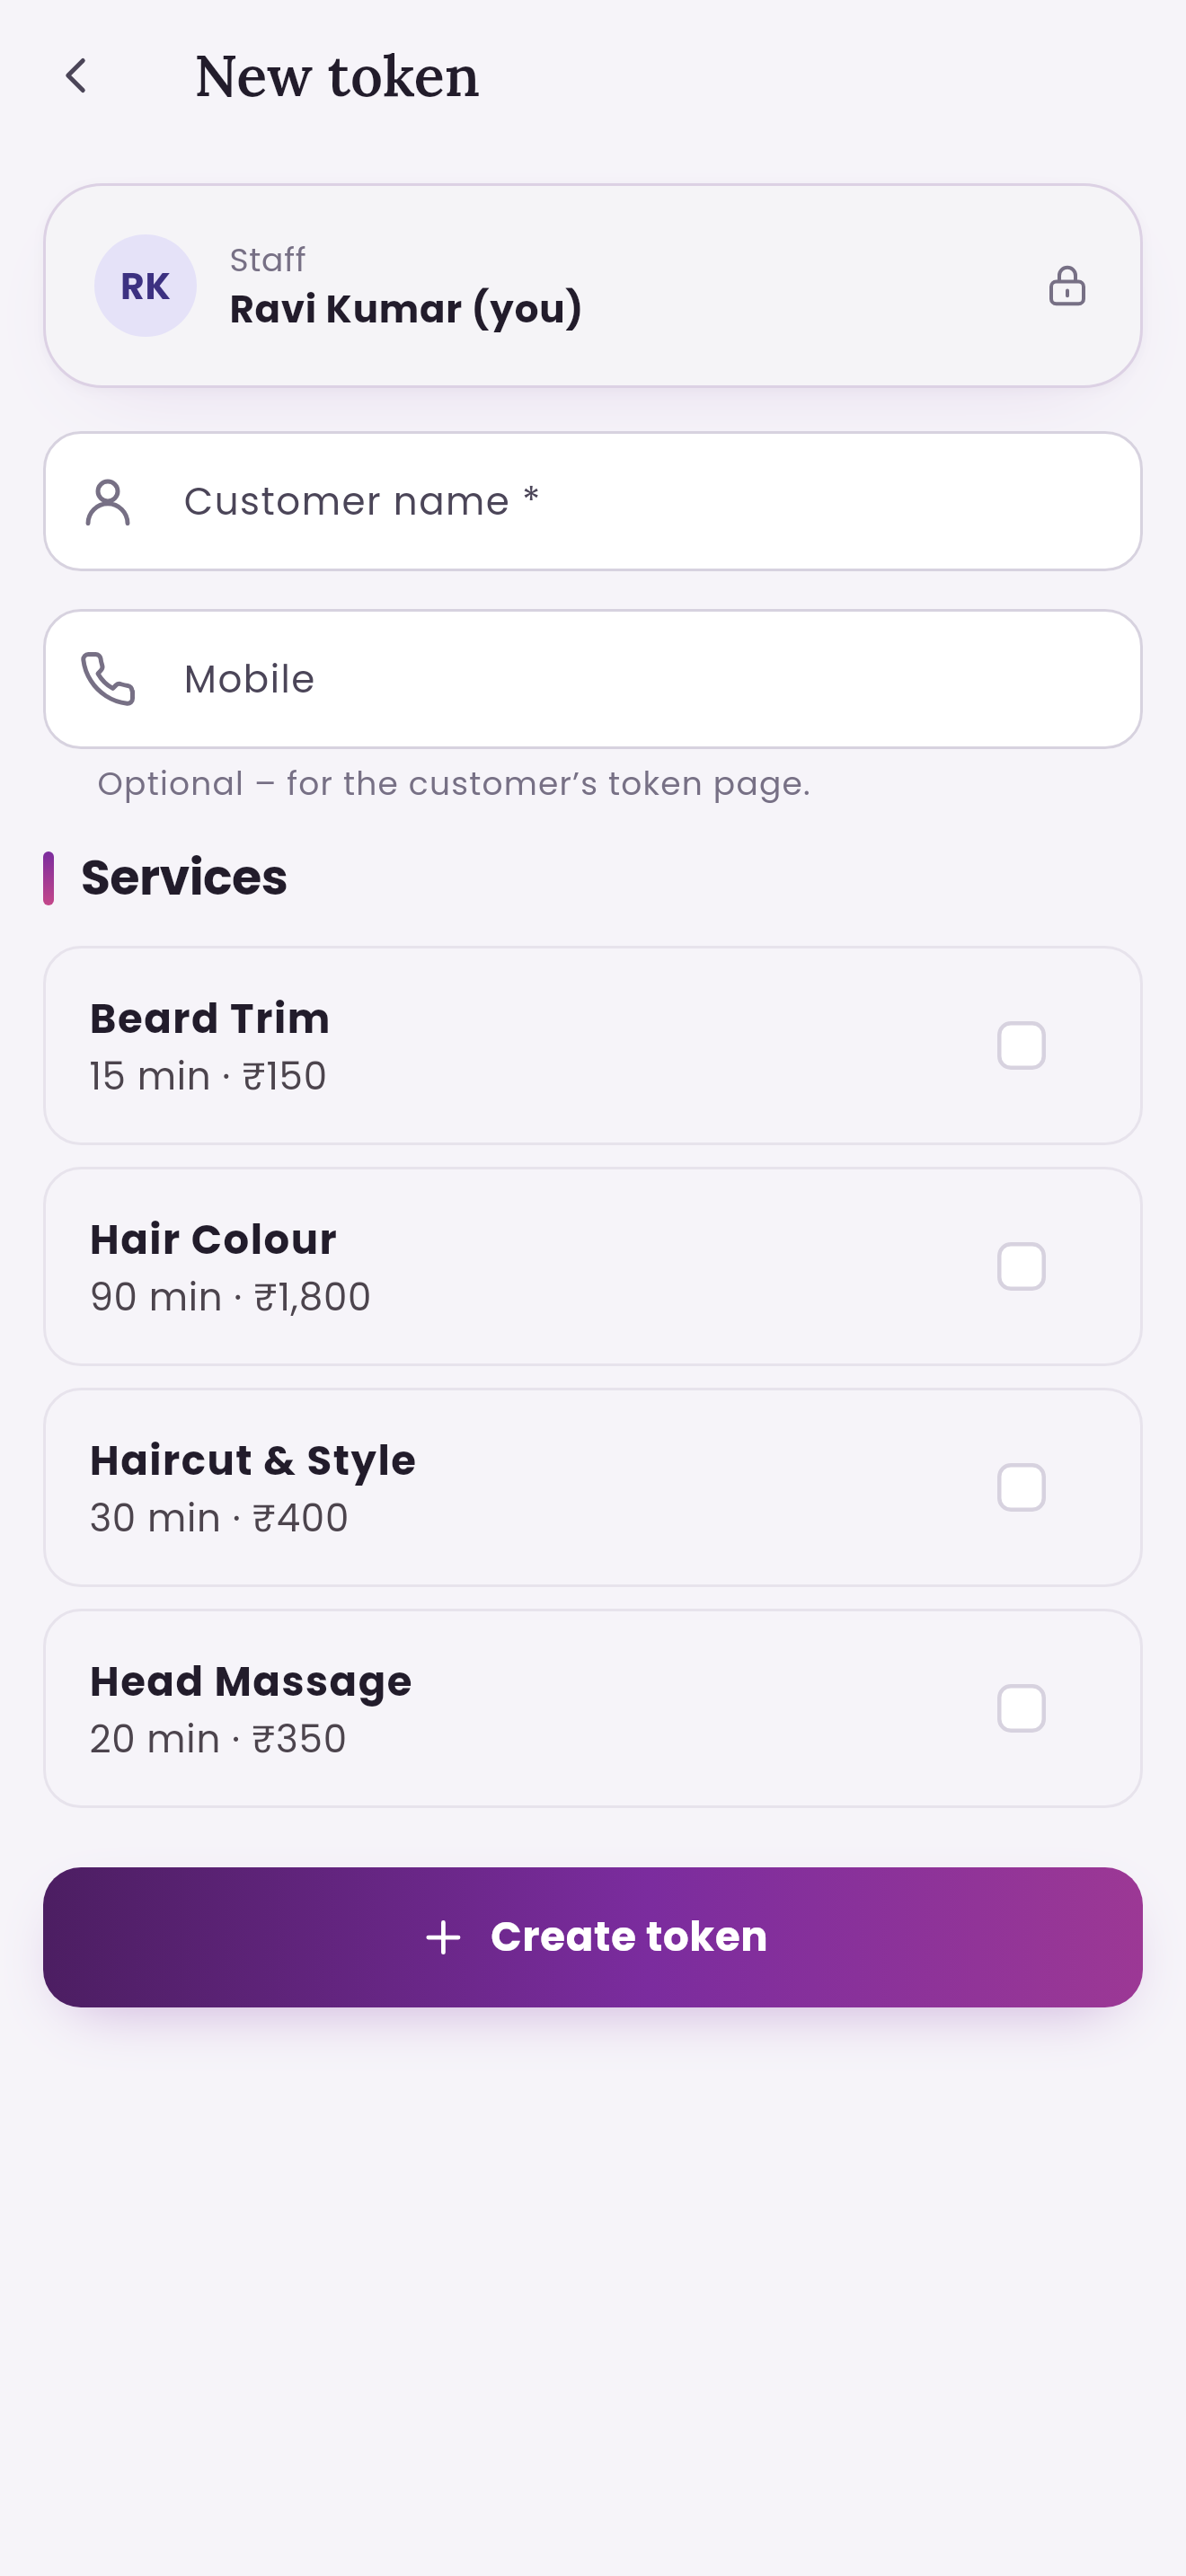 New token
RK
Staff
Ravi Kumar (you)
Customer name *
Mobile
Optional – for the customer’s token page.
Services
Beard Trim
15 min · ₹150
Hair Colour
90 min · ₹1,800
Haircut & Style
30 min · ₹400
Head Massage
20 min · ₹350
Create token